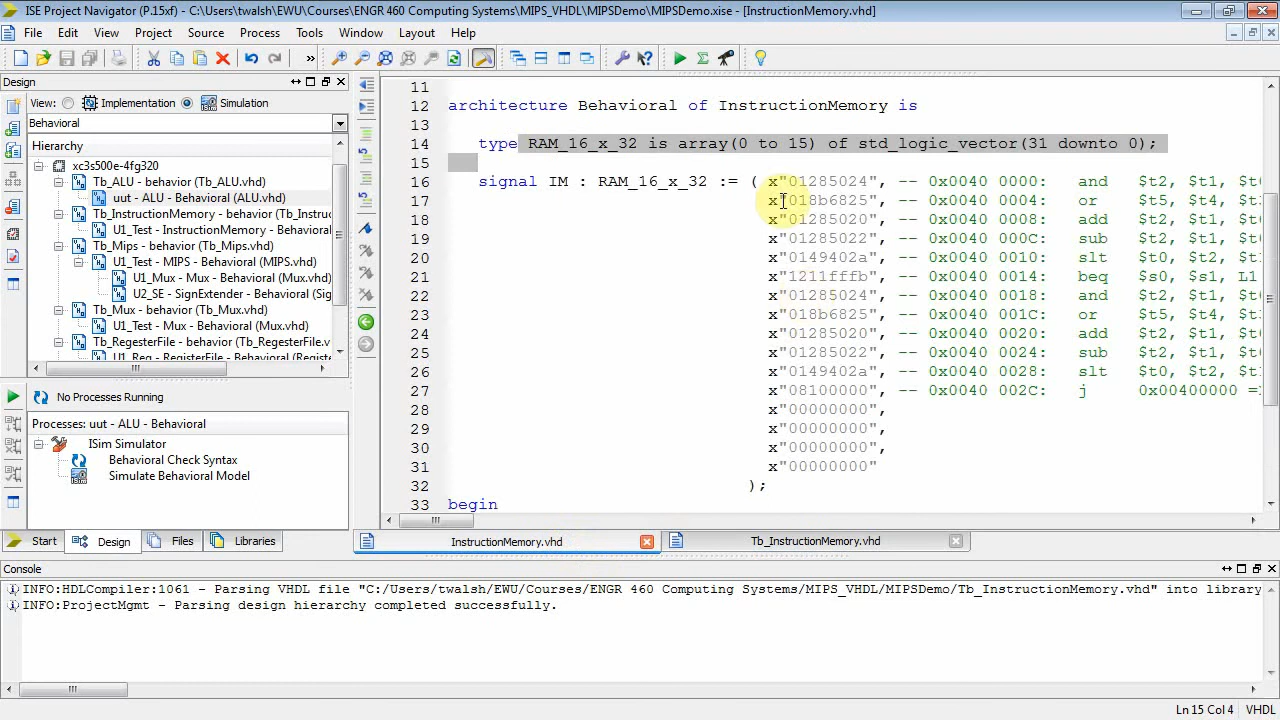 ISE Project Navigator (P.15xf) - C:\Users\twalsh\EWU\Courses\ENGR 460 Computing Systems\MIPS_VHDL\MIPSDemo\MIPSDemo.xise - [InstructionMemory.vhd]
File Edit View Project Source Process Tools Window Layout Help
Design
View: Implementation Simulation
Behavioral
Hierarchy
xc3s500e-4fg320
Tb_ALU - behavior (Tb_ALU.vhd)
uut - ALU - Behavioral (ALU.vhd)
Tb_InstructionMemory - behavior (Tb_
U1_Test - InstructionMemory - Behav
Tb_Mips - behavior (Tb_Mips.vhd)
U1_Test - MIPS - Behavioral (MIPS.vhd)
U1_Mux - Mux - Behavioral (Mux.vhd)
U2_SE - SignExtender - Behavioral (Sig
Tb_Mux - behavior (Tb_Mux.vhd)
U1_Test - Mux - Behavioral (Mux.vhd)
Tb_RegisterFile - behavior (Tb_RegisterFile.v
U1_Reg - RegisterFile - Behavioral (Regi
No Processes Running
Processes: uut - ALU - Behavioral
ISim Simulator
Behavioral Check Syntax
Simulate Behavioral Model
Start Design Files Libraries
11
12 architecture Behavioral of InstructionMemory is
13
14 type RAM_16_x_32 is array(0 to 15) of std_logic_vector(31 downto 0);
15
16 signal IM : RAM_16_x_32 := ( x"01285024", -- 0x0040 0000: and $t2, $t1, $t
17 x"018b6825", -- 0x0040 0004: or $t5, $t4, $t
18 x"01285020", -- 0x0040 0008: add $t2, $t1, $t
19 x"01285022", -- 0x0040 000C: sub $t2, $t1, $t
20 x"0149402a", -- 0x0040 0010: slt $t0, $t2, $t
21 x"1211fffb", -- 0x0040 0014: beq $s0, $s1, L1
22 x"01285024", -- 0x0040 0018: and $t2, $t1, $t
23 x"018b6825", -- 0x0040 001C: or $t5, $t4, $t
24 x"01285020", -- 0x0040 0020: add $t2, $t1, $t
25 x"01285022", -- 0x0040 0024: sub $t2, $t1, $t
26 x"0149402a", -- 0x0040 0028: slt $t0, $t2, $t
27 x"08100000", -- 0x0040 002C: j 0x00400000 =
28 x"00000000",
29 x"00000000",
30 x"00000000",
31 x"00000000"
32 );
33 begin
InstructionMemory.vhd Tb_InstructionMemory.vhd
Console
INFO:HDLCompiler:1061 - Parsing VHDL file "C:/Users/twalsh/EWU/Courses/ENGR 460 Computing Systems/MIPS_VHDL/MIPSDemo/Tb_InstructionMemory.vhd" into library
INFO:ProjectMgmt - Parsing design hierarchy completed successfully.
Ln 15 Col 4 VHDL